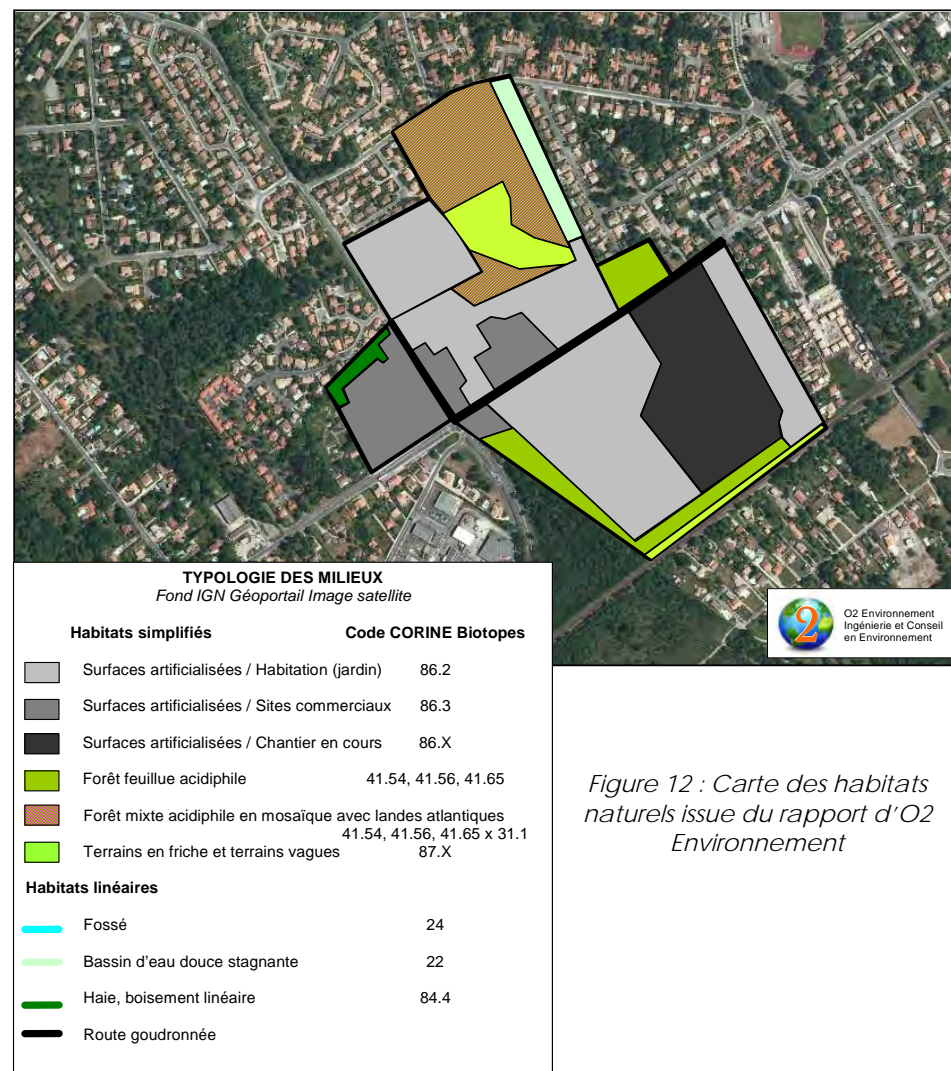 2
O2 Environnement
Ingénierie et Conseil
en Environnement
TYPOLOGIE DES MILIEUX
Fond IGN Géoportail Image satellite
Habitats simplifiés Code CORINE Biotopes
Surfaces artificialisées / Habitation (jardin) 86.2
Surfaces artificialisées / Sites commerciaux 86.3
Surfaces artificialisées / Chantier en cours 86.X
Forêt feuillue acidiphile 41.54, 41.56, 41.65
Forêt mixte acidiphile en mosaïque avec landes atlantiques
41.54, 41.56, 41.65 x 31.1
Terrains en friche et terrains vagues 87.X
Habitats linéaires
Fossé 24
Bassin d'eau douce stagnante 22
Haie, boisement linéaire 84.4
Route goudronnée
Figure 12 : Carte des habitats
naturels issue du rapport d'O2
Environnement